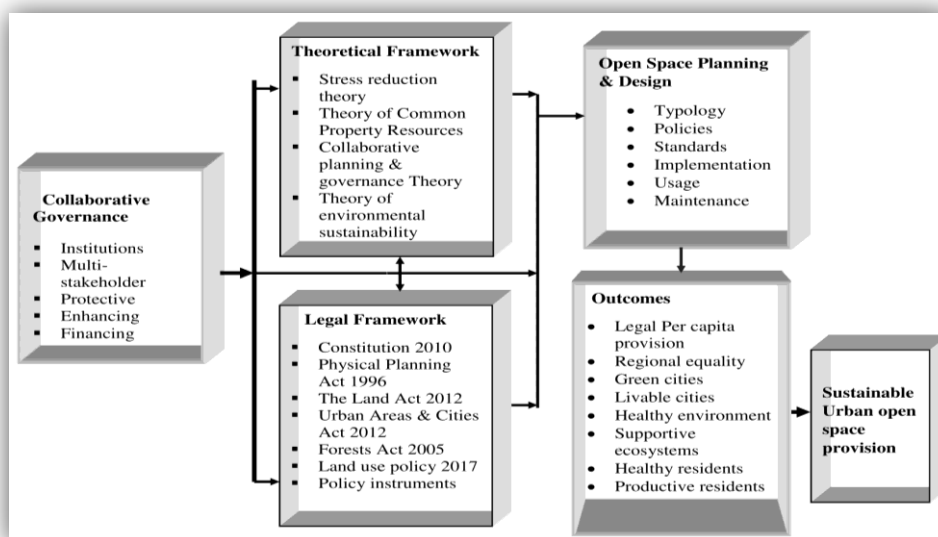 Collaborative
Governance
▪ Institutions
▪ Multi-
stakeholder
▪ Protective
▪ Enhancing
▪ Financing
Theoretical Framework
▪ Stress reduction
theory
▪ Theory of Common
Property Resources
▪ Collaborative
planning &
governance Theory
▪ Theory of
environmental
sustainability
Legal Framework
▪ Constitution 2010
▪ Physical Planning
Act 1996
▪ The Land Act 2012
▪ Urban Areas & Cities
Act 2012
▪ Forests Act 2005
▪ Land use policy 2017
▪ Policy instruments
Open Space Planning
& Design
• Typology
• Policies
• Standards
• Implementation
• Usage
• Maintenance
Outcomes
• Legal Per capita
provision
• Regional equality
• Green cities
• Livable cities
• Healthy environment
• Supportive
ecosystems
• Healthy residents
• Productive residents
Sustainable
Urban open
space
provision